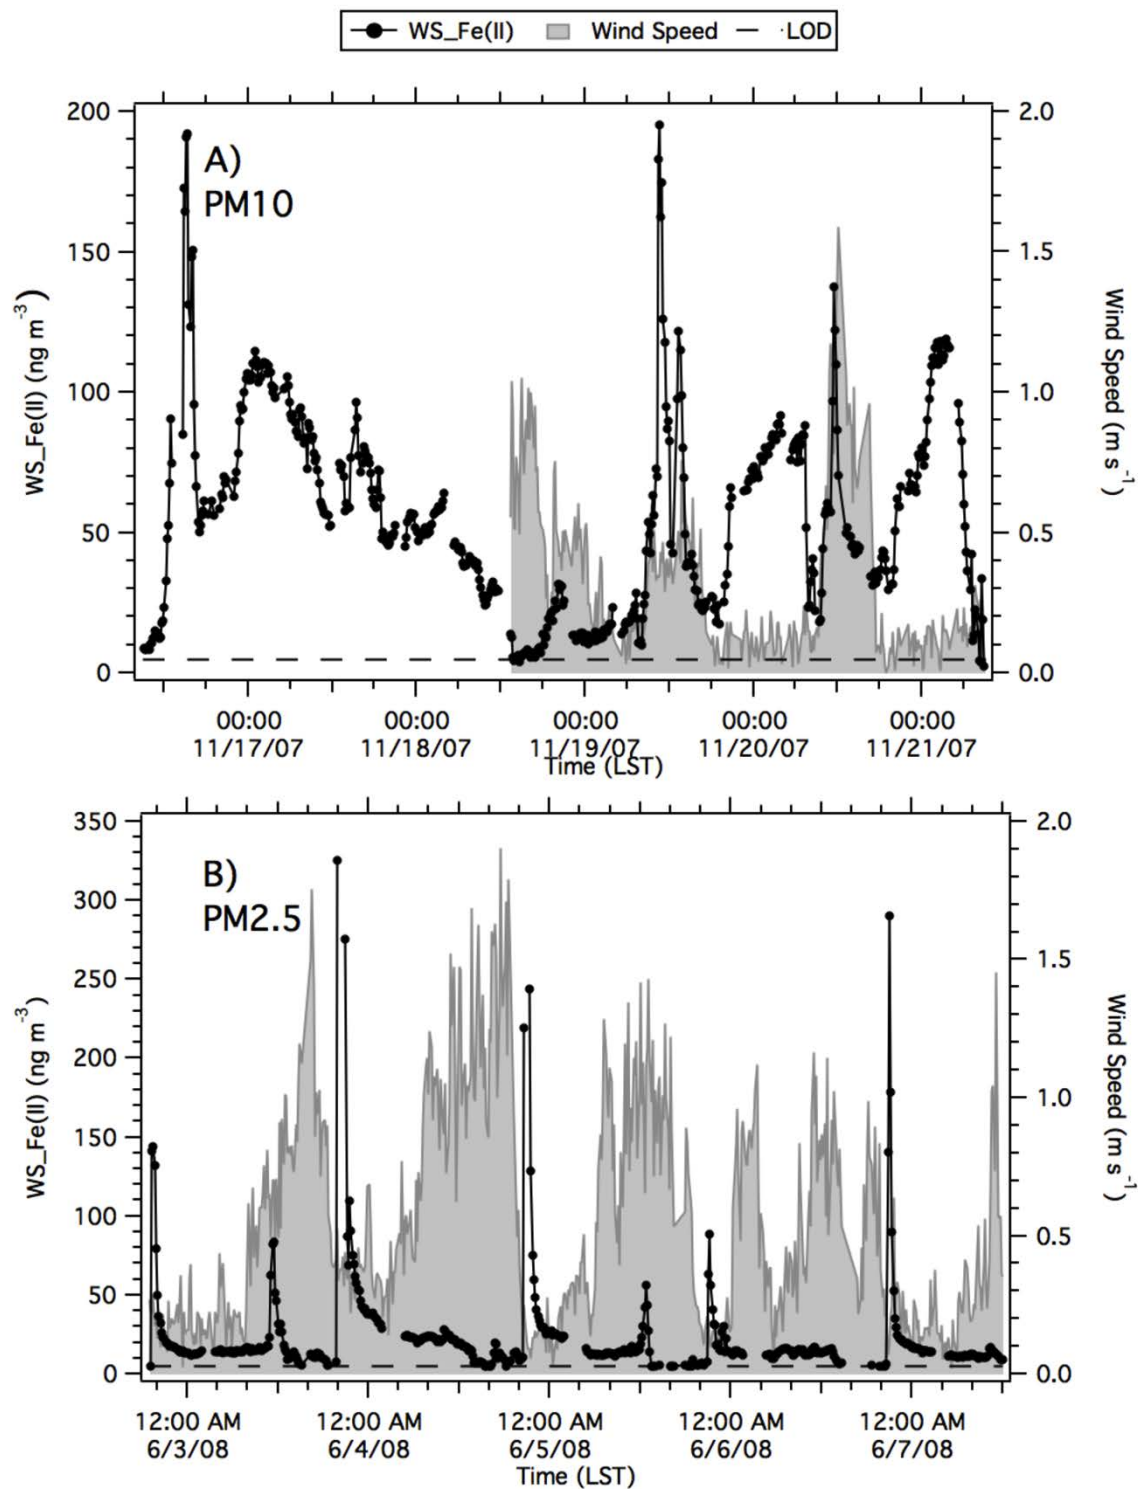 WS_Fe(II) Wind Speed LOD
A)
PM10
200
150
100
50
0
2.0
1.5
1.0
0.5
0.0
WS_Fe(II) (ng m-3)
Wind Speed (m s-1)
00:00 00:00 00:00 00:00 00:00
11/17/07 11/18/07 11/19/07 11/20/07 11/21/07
Time (LST)
B)
PM2.5
350
300
250
200
150
100
50
0
2.0
1.5
1.0
0.5
0.0
WS_Fe(II) (ng m-3)
Wind Speed (m s-1)
12:00 AM 12:00 AM 12:00 AM 12:00 AM 12:00 AM
6/3/08 6/4/08 6/5/08 6/6/08 6/7/08
Time (LST)